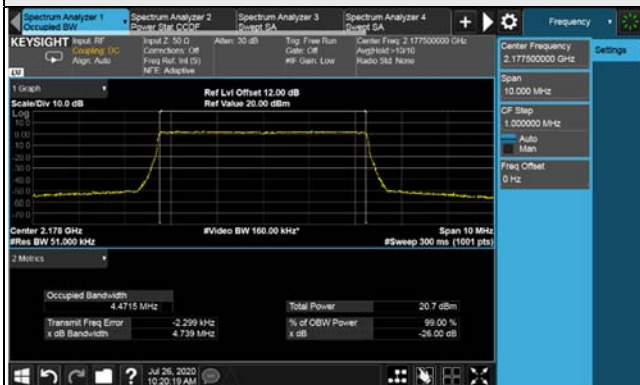 Spectrum Analyzer 1
Occupied BW
Spectrum Analyzer 2
Power Stat CCDF
Spectrum Analyzer 3
Swept SA
Spectrum Analyzer 4
Swept SA
Frequency
KEYSIGHT
Input: RF
Coupling: DC
Align: Auto
Input Z: 50 Ω
Corrections: Off
Freq Ref: Int (S)
NFE: Adaptive
Atten: 30 dB
Trig: Free Run
Gate: Off
#IF Gain: Low
Center Freq: 2.177500000 GHz
Avg|Hold:>10/10
Radio Std: None
Center Frequency
2.177500000 GHz
Settings
Span
10.000 MHz
CF Step
1.000000 MHz
Auto
Man
Freq Offset
0 Hz
1 Graph
Scale/Div 10.0 dB
Ref Lvl Offset 12.00 dB
Ref Value 20.00 dBm
Log
10.0
0.00
Center 2.178 GHz
#Res BW 51.000 kHz
#Video BW 160.00 kHz*
Span 10 MHz
#Sweep 300 ms (1001 pts)
2 Metrics
Occupied Bandwidth
4.4715 MHz
Total Power
20.7 dBm
Transmit Freq Error
-2.299 kHz
% of OBW Power
99.00 %
x dB Bandwidth
4.739 MHz
x dB
-26.00 dB
?
Jul 26, 2020
10:20:19 AM